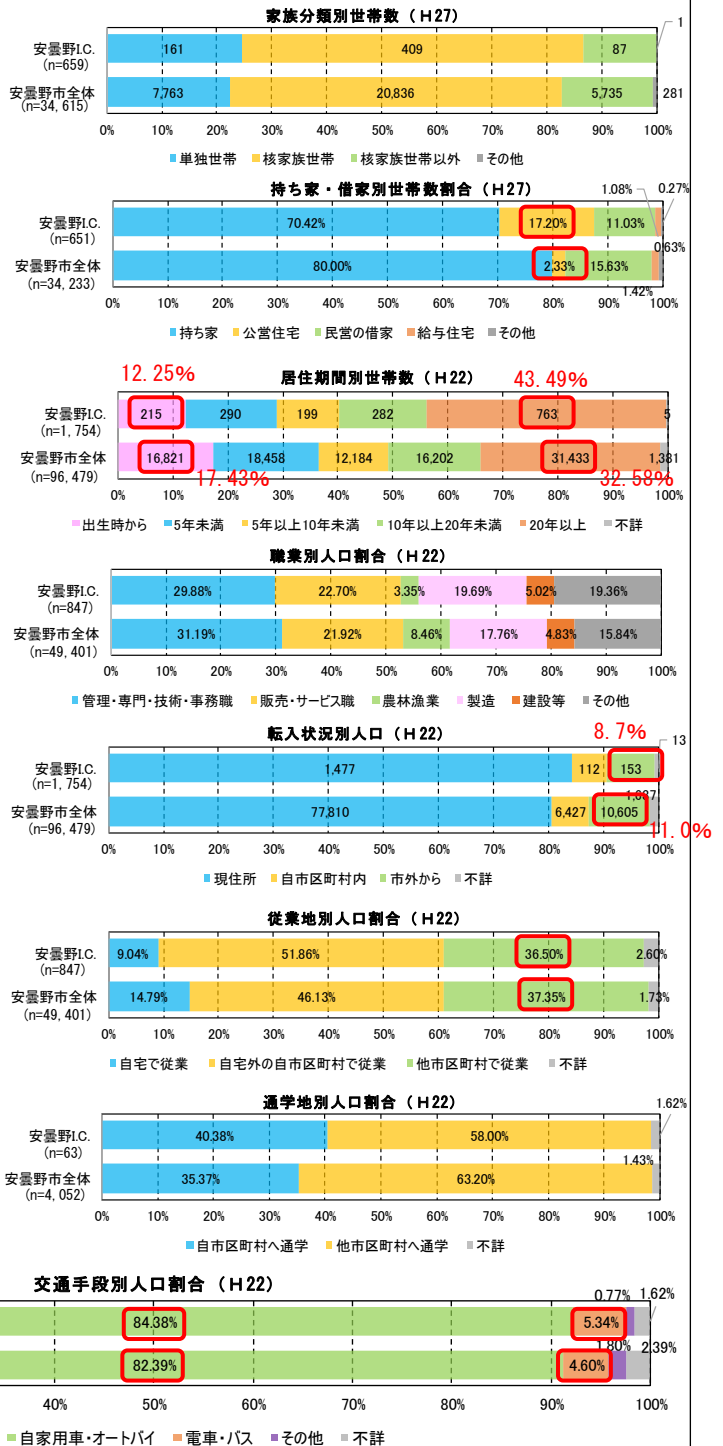 家族分類別世帯数（H27）
1
安曇野I.C.
(n=659)
161 409 87
安曇野市全体
(n=34,615)
7,763 20,836 5,735 281
0% 10% 20% 30% 40% 50% 60% 70% 80% 90% 100%
■単独世帯 ■核家族世帯 ■核家族世帯以外 ■その他
持ち家・借家別世帯数割合（H27）
1.08% 0.27%
安曇野I.C.
(n=651)
70.42% 17.20% 11.03%
0.63%
安曇野市全体
(n=34,233)
80.00% 2.33% 15.63%
1.42%
0% 10% 20% 30% 40% 50% 60% 70% 80% 90% 100%
■持ち家 ■公営住宅 ■民営の借家 ■給与住宅 ■その他
12.25% 43.49%
居住期間別世帯数（H22）
安曇野I.C.
(n=1,754)
215 290 199 282 763 5
安曇野市全体
(n=96,479)
16,821 18,458 12,184 16,202 31,433 1,381
17.43% 32.58%
0% 10% 20% 30% 40% 50% 60% 70% 80% 90% 100%
■出生時から ■5年未満 ■5年以上10年未満 ■10年以上20年未満 ■20年以上 ■不詳
職業別人口割合（H22）
安曇野I.C.
(n=847)
29.88% 22.70% 3.35% 19.69% 5.02% 19.36%
安曇野市全体
(n=49,401)
31.19% 21.92% 8.46% 17.76% 4.83% 15.84%
0% 10% 20% 30% 40% 50% 60% 70% 80% 90% 100%
■管理・専門・技術・事務職 ■販売・サービス職 ■農林漁業 ■製造 ■建設等 ■その他
8.7%
転入状況別人口（H22）
13
安曇野I.C.
(n=1,754)
1,477 112 153
安曇野市全体
(n=96,479)
77,810 6,427 10,605
11.0%
0% 10% 20% 30% 40% 50% 60% 70% 80% 90% 100%
■現住所 ■自市区町村内 ■市外から ■不詳
従業地別人口割合（H22）
安曇野I.C.
(n=847)
9.04% 51.86% 36.50% 2.60%
安曇野市全体
(n=49,401)
14.79% 46.13% 37.35% 1.73%
0% 10% 20% 30% 40% 50% 60% 70% 80% 90% 100%
■自宅で従業 ■自宅外の自市区町村で従業 ■他市区町村で従業 ■不詳
通学地別人口割合（H22）
1.62%
安曇野I.C.
(n=63)
40.38% 58.00%
1.43%
安曇野市全体
(n=4,052)
35.37% 63.20%
0% 10% 20% 30% 40% 50% 60% 70% 80% 90% 100%
■自市区町村へ通学 ■他市区町村へ通学 ■不詳
交通手段別人口割合（H22）
0.77% 1.62%
84.38% 5.34%
1.80% 2.39%
82.39% 4.60%
40% 50% 60% 70% 80% 90% 100%
■自家用車・オートバイ ■電車・バス ■その他 ■不詳